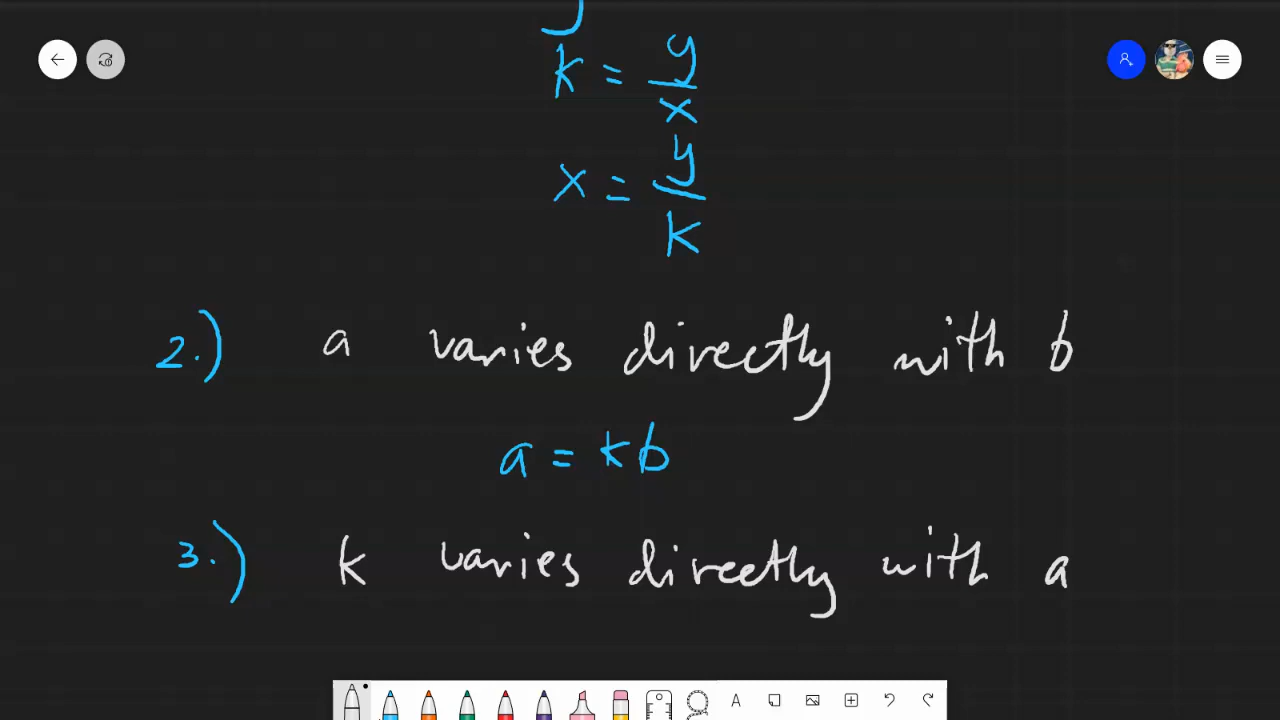 k = y/x
x = y/k
2.) a varies directly with b
a = kb
3.) k varies directly with a
A